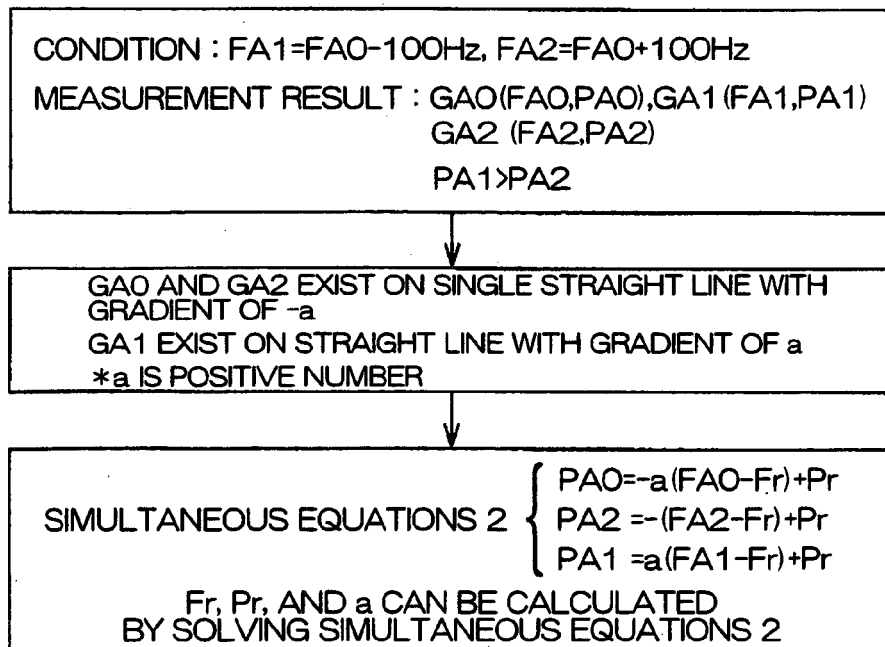 CONDITION : FA1=FA0-100Hz, FA2=FA0+100Hz
MEASUREMENT RESULT : GA0(FA0,PA0),GA1(FA1,PA1)
GA2 (FA2,PA2)
PA1>PA2
GA0 AND GA2 EXIST ON SINGLE STRAIGHT LINE WITH
GRADIENT OF -a
GA1 EXIST ON STRAIGHT LINE WITH GRADIENT OF a
*a IS POSITIVE NUMBER
PA0=-a(FA0-Fr)+Pr
SIMULTANEOUS EQUATIONS 2 { PA2 =-(FA2-Fr)+Pr
PA1 =a(FA1-Fr)+Pr
Fr, Pr, AND a CAN BE CALCULATED
BY SOLVING SIMULTANEOUS EQUATIONS 2